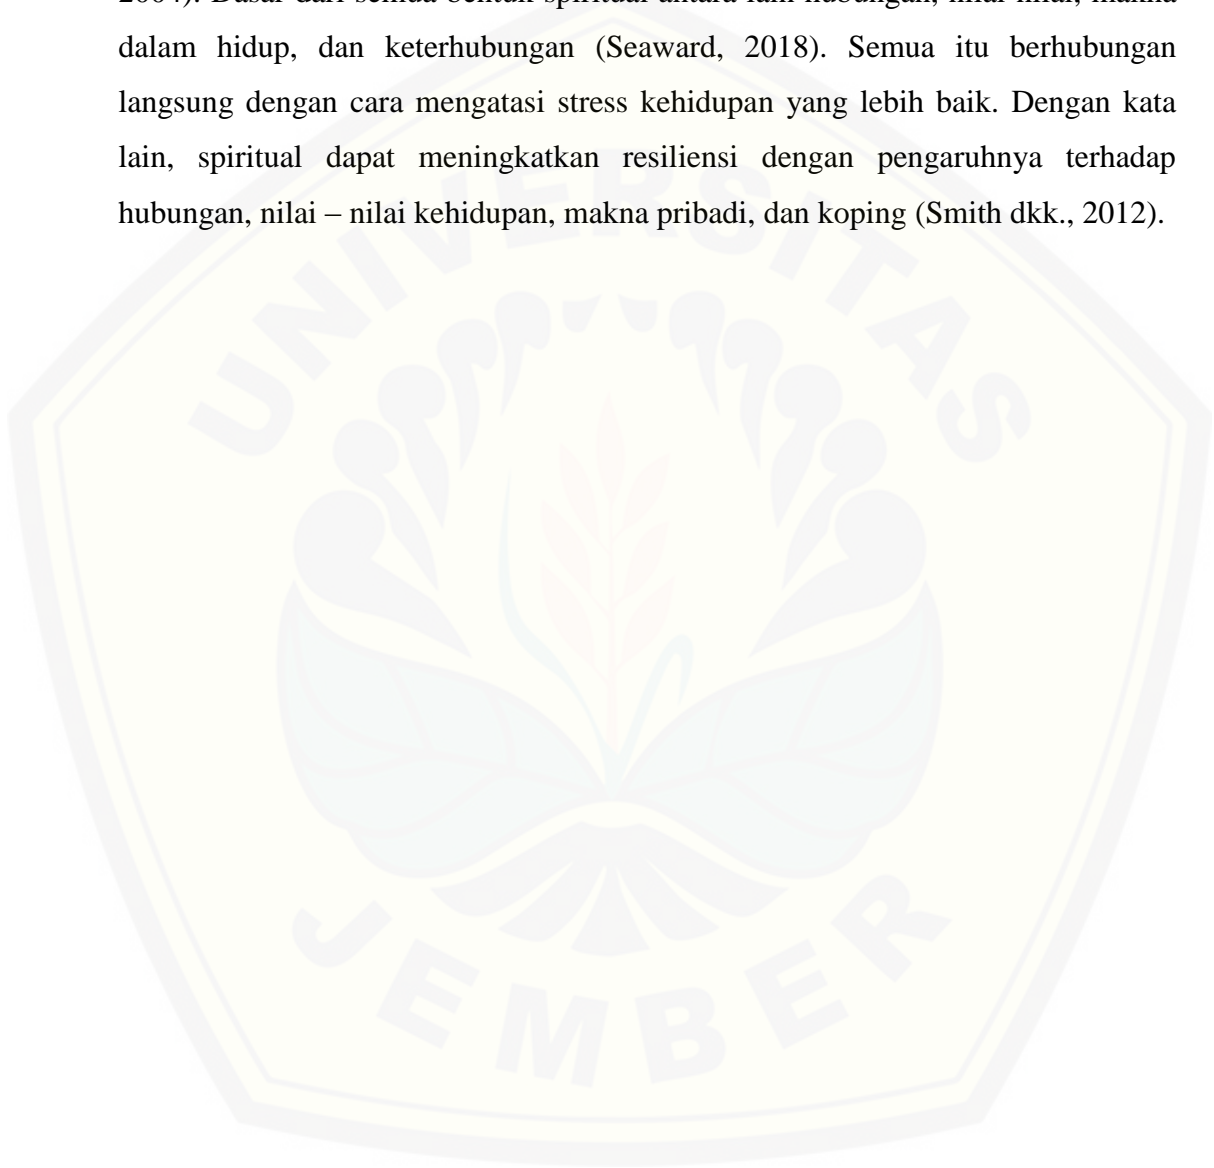 2004). Dasar dari semua bentuk spiritual antara lain hubungan, nilai-nilai, makna
dalam hidup, dan keterhubungan (Seaward, 2018). Semua itu berhubungan
langsung dengan cara mengatasi stress kehidupan yang lebih baik. Dengan kata
lain, spiritual dapat meningkatkan resiliensi dengan pengaruhnya terhadap
hubungan, nilai – nilai kehidupan, makna pribadi, dan koping (Smith dkk., 2012).
UNIVERSITAS
JEMBER